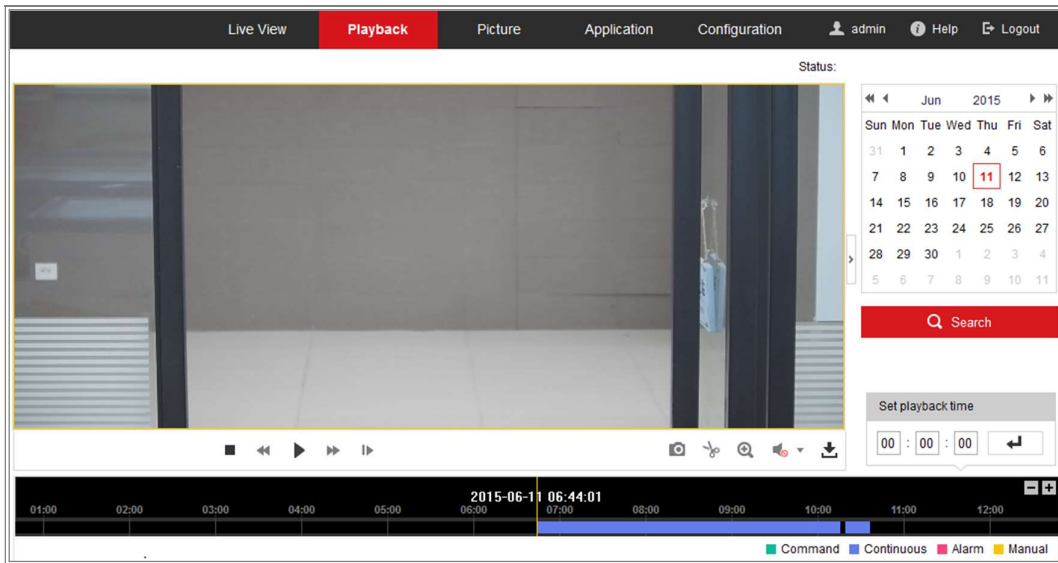 Live View Playback Picture Application Configuration admin Help Logout
Status:
Jun 2015
Sun Mon Tue Wed Thu Fri Sat
31 1 2 3 4 5 6
7 8 9 10 11 12 13
14 15 16 17 18 19 20
21 22 23 24 25 26 27
28 29 30 1 2 3 4
5 6 7 8 9 10 11
Search
Set playback time
00 : 00 : 00
2015-06-11 06:44:01
01:00 02:00 03:00 04:00 05:00 06:00 07:00 08:00 09:00 10:00 11:00 12:00
Command Continuous Alarm Manual